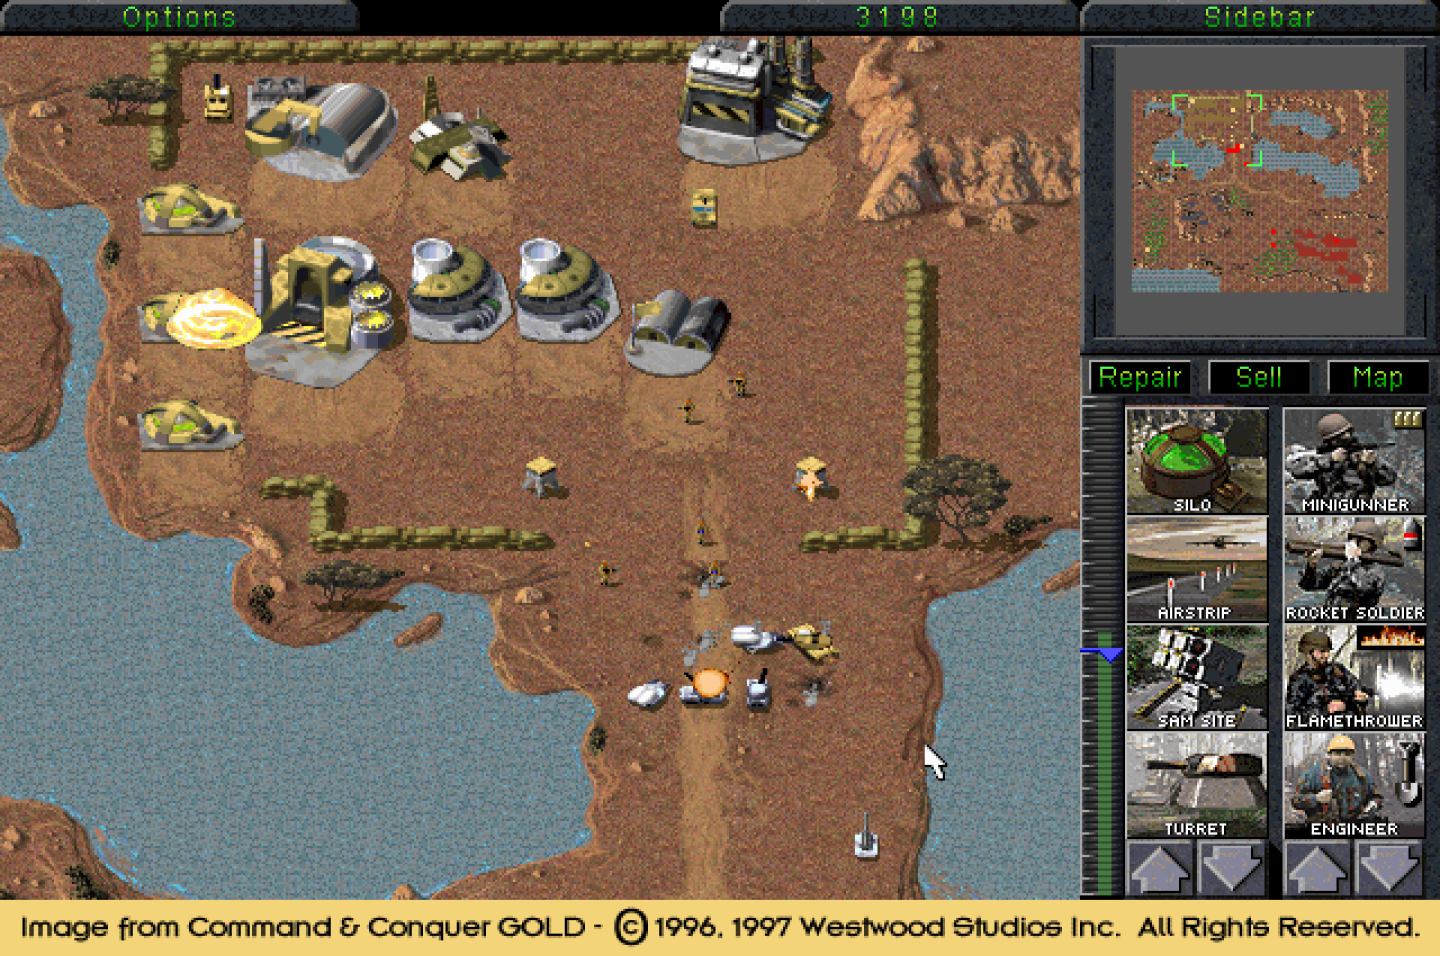 Options
3198
Sidebar
Repair
Sell
Map
SILO
MINIGUNNER
AIRSTRIP
ROCKET SOLDIER
SAM SITE
FLAMETHROWER
TURRET
ENGINEER
Image from Command & Conquer GOLD - © 1996, 1997 Westwood Studios Inc. All Rights Reserved.